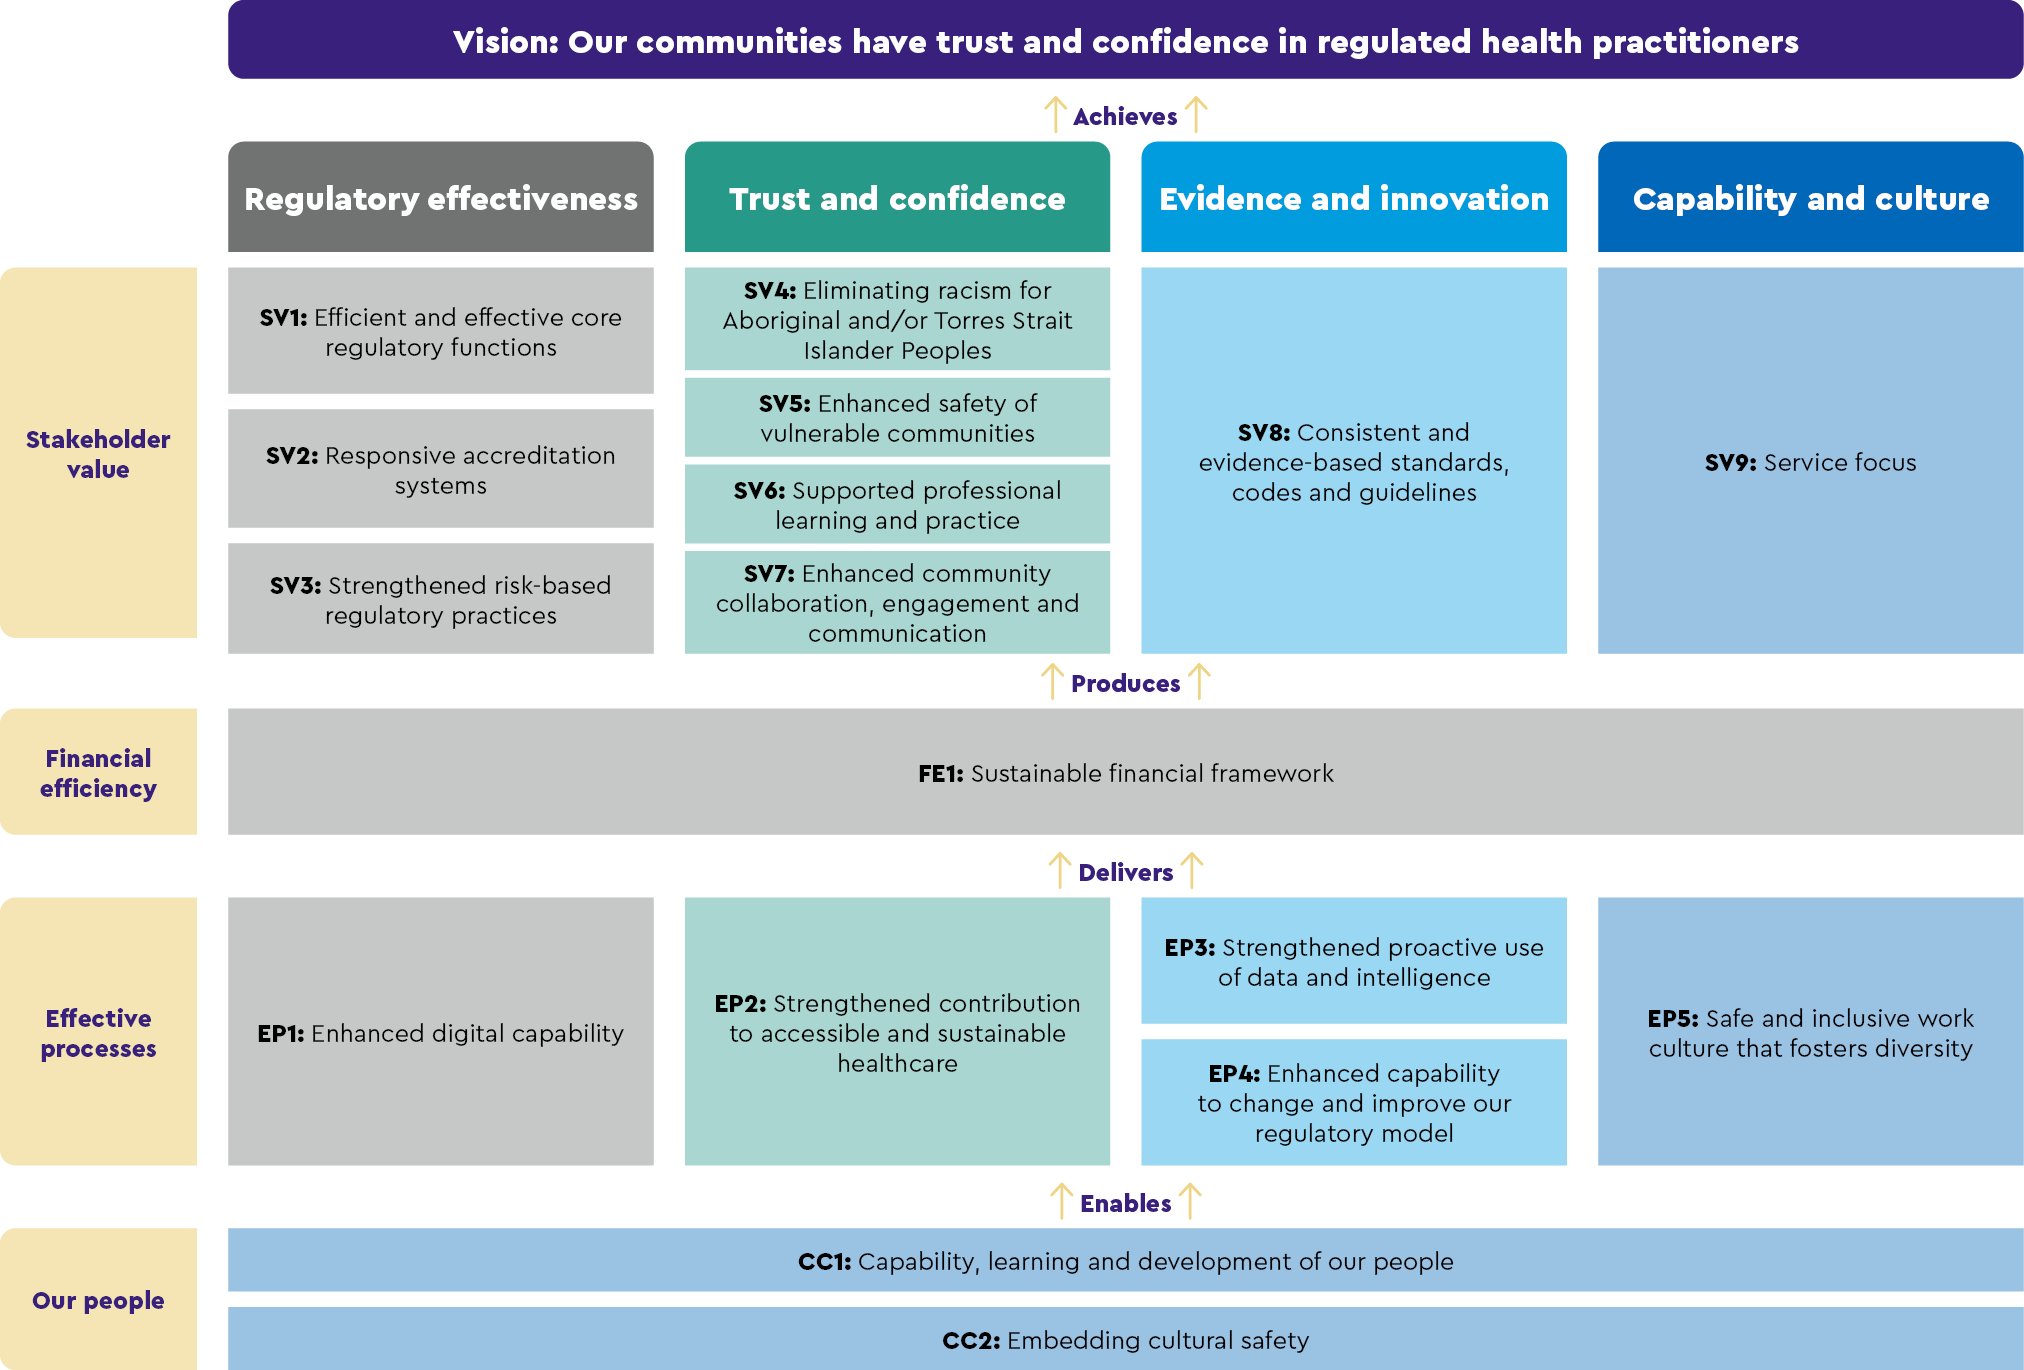 Vision: Our communities have trust and confidence in regulated health practitioners
Achieves
Regulatory effectiveness
Trust and confidence
Evidence and innovation
Capability and culture
Stakeholder
value
SV1: Efficient and effective core
regulatory functions
SV2: Responsive accreditation
systems
SV3: Strengthened risk-based
regulatory practices
SV4: Eliminating racism for
Aboriginal and/or Torres Strait
Islander Peoples
SV5: Enhanced safety of
vulnerable communities
SV6: Supported professional
learning and practice
SV7: Enhanced community
collaboration, engagement and
communication
SV8: Consistent and
evidence-based standards,
codes and guidelines
SV9: Service focus
Produces
Financial
efficiency
FE1: Sustainable financial framework
Delivers
Effective
processes
EP1: Enhanced digital capability
EP2: Strengthened contribution
to accessible and sustainable
healthcare
EP3: Strengthened proactive use
of data and intelligence
EP4: Enhanced capability
to change and improve our
regulatory model
EP5: Safe and inclusive work
culture that fosters diversity
Enables
Our people
CC1: Capability, learning and development of our people
CC2: Embedding cultural safety